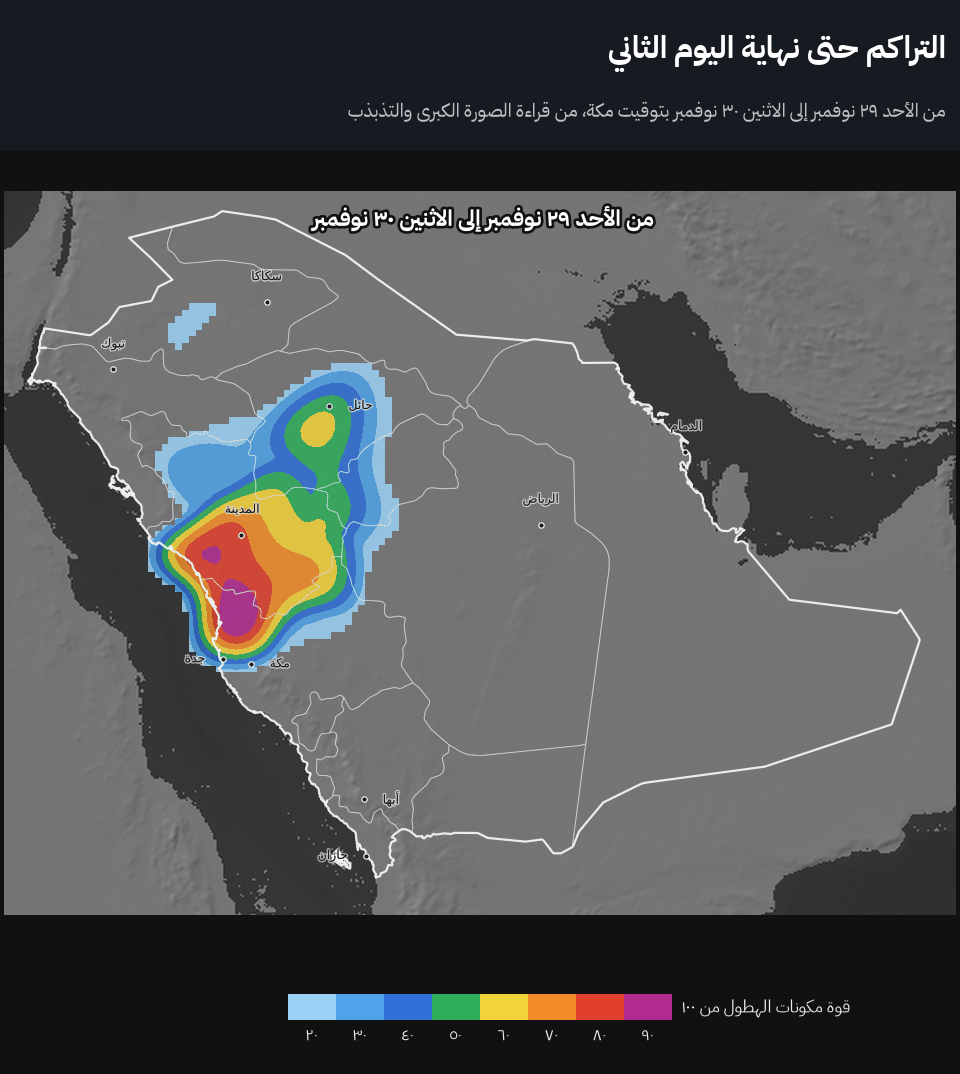 التراكم حتى نهاية اليوم الثاني
من الأحد ٢٩ نوفمبر إلى الاثنين ٣٠ نوفمبر بتوقيت مكة، من قراءة الصورة الكبرى والتذبذب
من الأحد ٢٩ نوفمبر إلى الاثنين ٣٠ نوفمبر
سكاكا
تبوك
حائل
الدمام
الرياض
المدينة
جدة
مكة
أبها
جازان
قوة مكونات الهطول من ١٠٠
٢٠ ٣٠ ٤٠ ٥٠ ٦٠ ٧٠ ٨٠ ٩٠